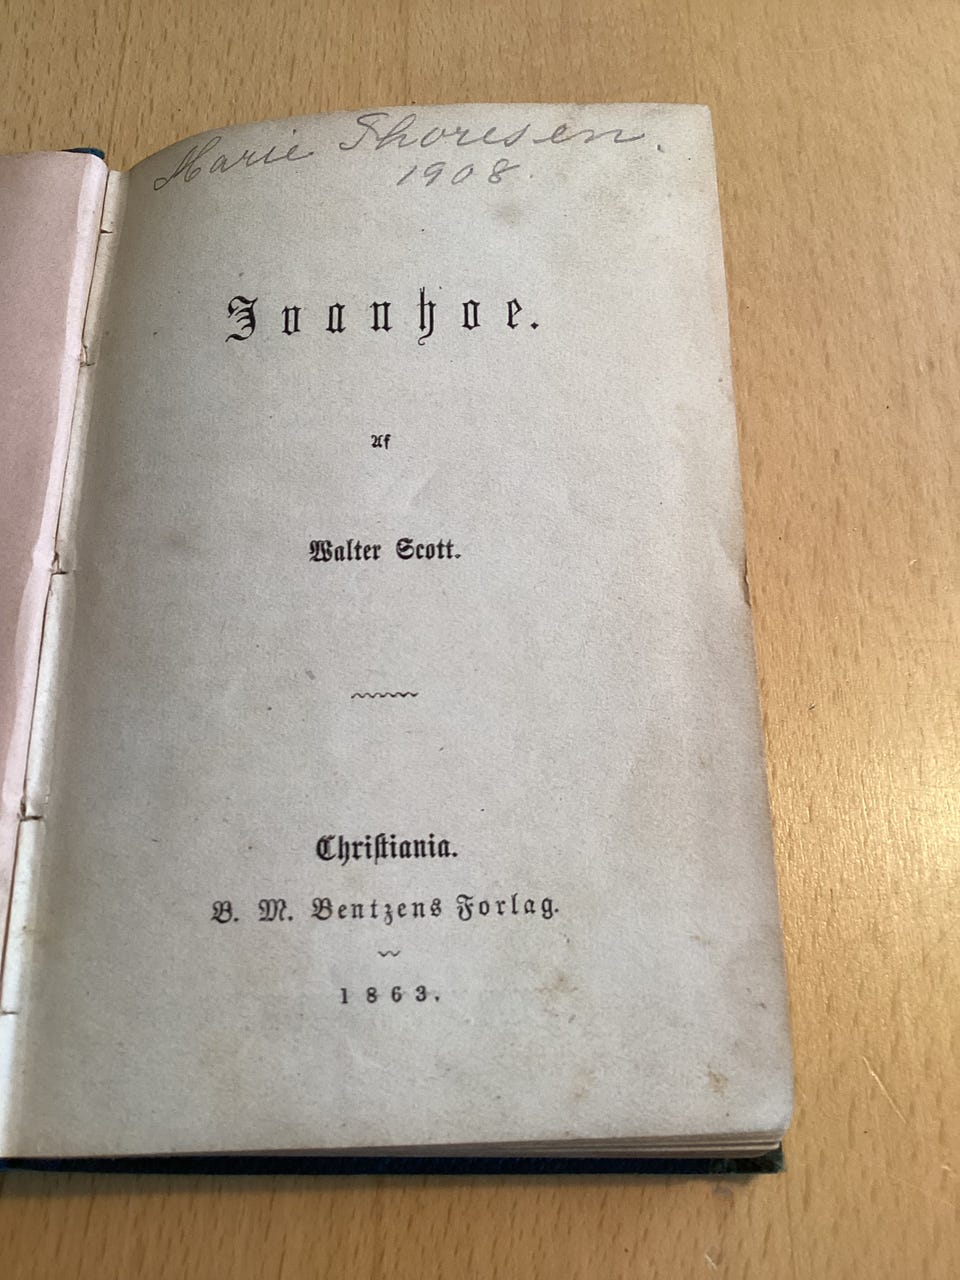 Marie Thoresen.
1908.
Ivanhoe.
Af
Walter Scott.
Christiania.
B. M. Bentzens Forlag.
1863.